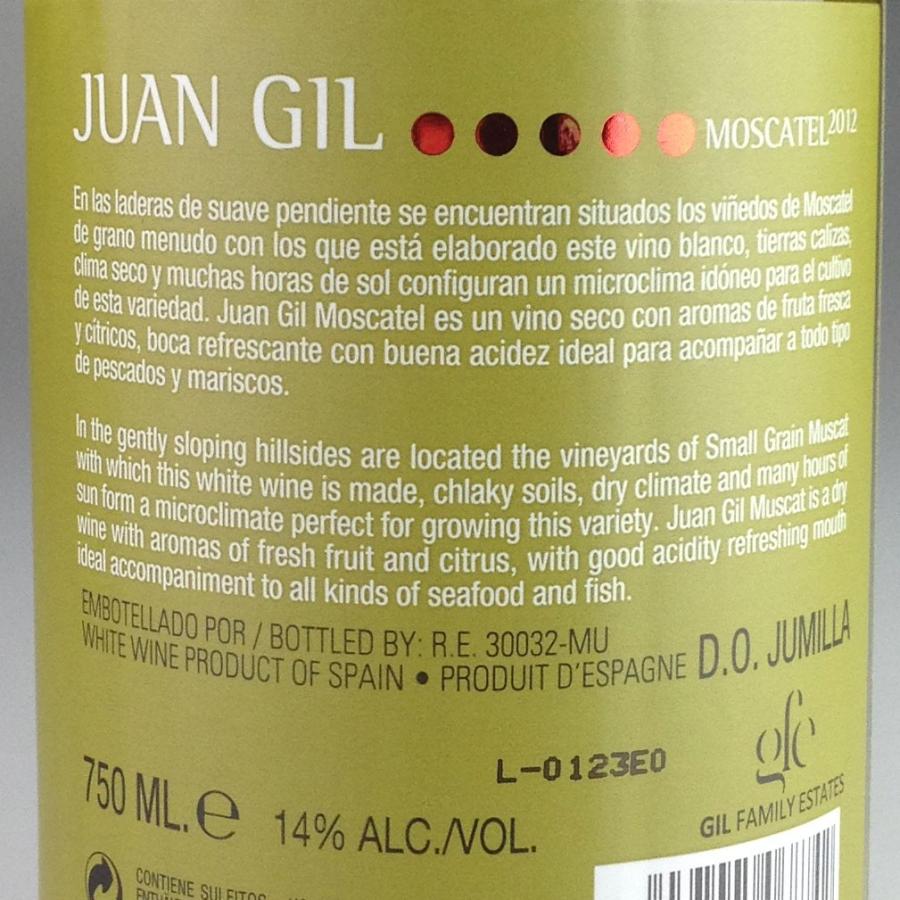 JUAN GIL MOSCATEL 2012
En las laderas de suave pendiente se encuentran situados los viñedos de Moscatel
de grano menudo con los que está elaborado este vino blanco, tierras calizas,
clima seco y muchas horas de sol configuran un microclima idóneo para el cultivo
de esta variedad. Juan Gil Moscatel es un vino seco con aromas de fruta fresca
y cítricos, boca refrescante con buena acidez ideal para acompañar a todo tipo
de pescados y mariscos.
In the gently sloping hillsides are located the vineyards of Small Grain Muscat
with which this white wine is made, chlaky soils, dry climate and many hours of
sun form a microclimate perfect for growing this variety. Juan Gil Muscat is a dry
wine with aromas of fresh fruit and citrus, with good acidity refreshing mouth
ideal accompaniment to all kinds of seafood and fish.
EMBOTELLADO POR / BOTTLED BY: R.E. 30032-MU
WHITE WINE PRODUCT OF SPAIN • PRODUIT D'ESPAGNE D.O. JUMILLA
L-0123E0
gfe
GIL FAMILY ESTATES
750 ML. ℮ 14% ALC./VOL.
CONTIENE SULFITOS